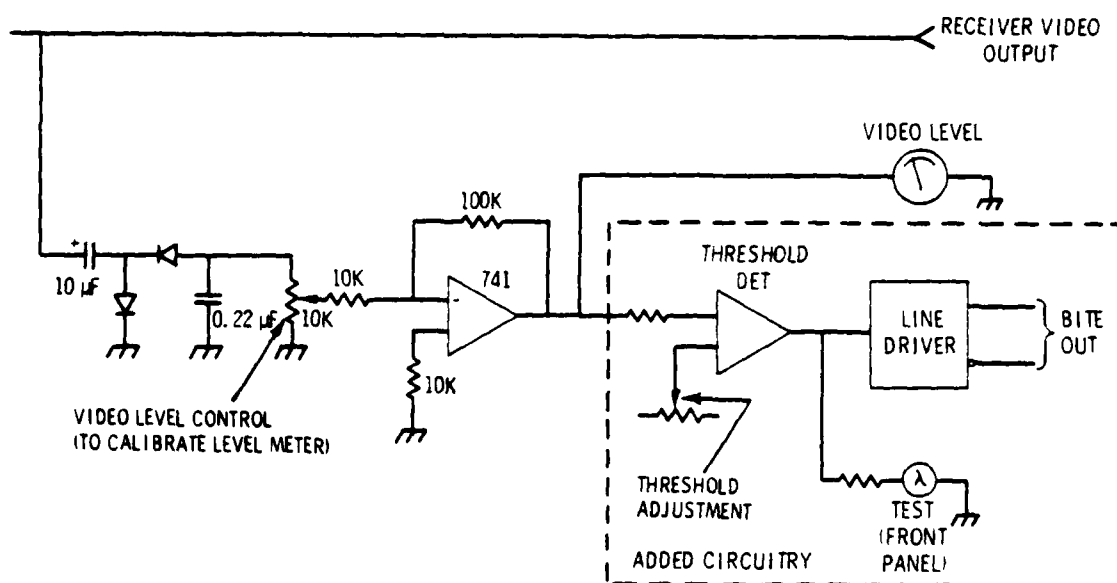 RECEIVER VIDEO
OUTPUT
VIDEO LEVEL
100K
THRESHOLD
DET
741
10K
+
10 µF
0.22 µF
10K
-
LINE
DRIVER
BITE
OUT
10K
VIDEO LEVEL CONTROL
(TO CALIBRATE LEVEL METER)
THRESHOLD
ADJUSTMENT
λ
TEST
(FRONT
PANEL)
ADDED CIRCUITRY